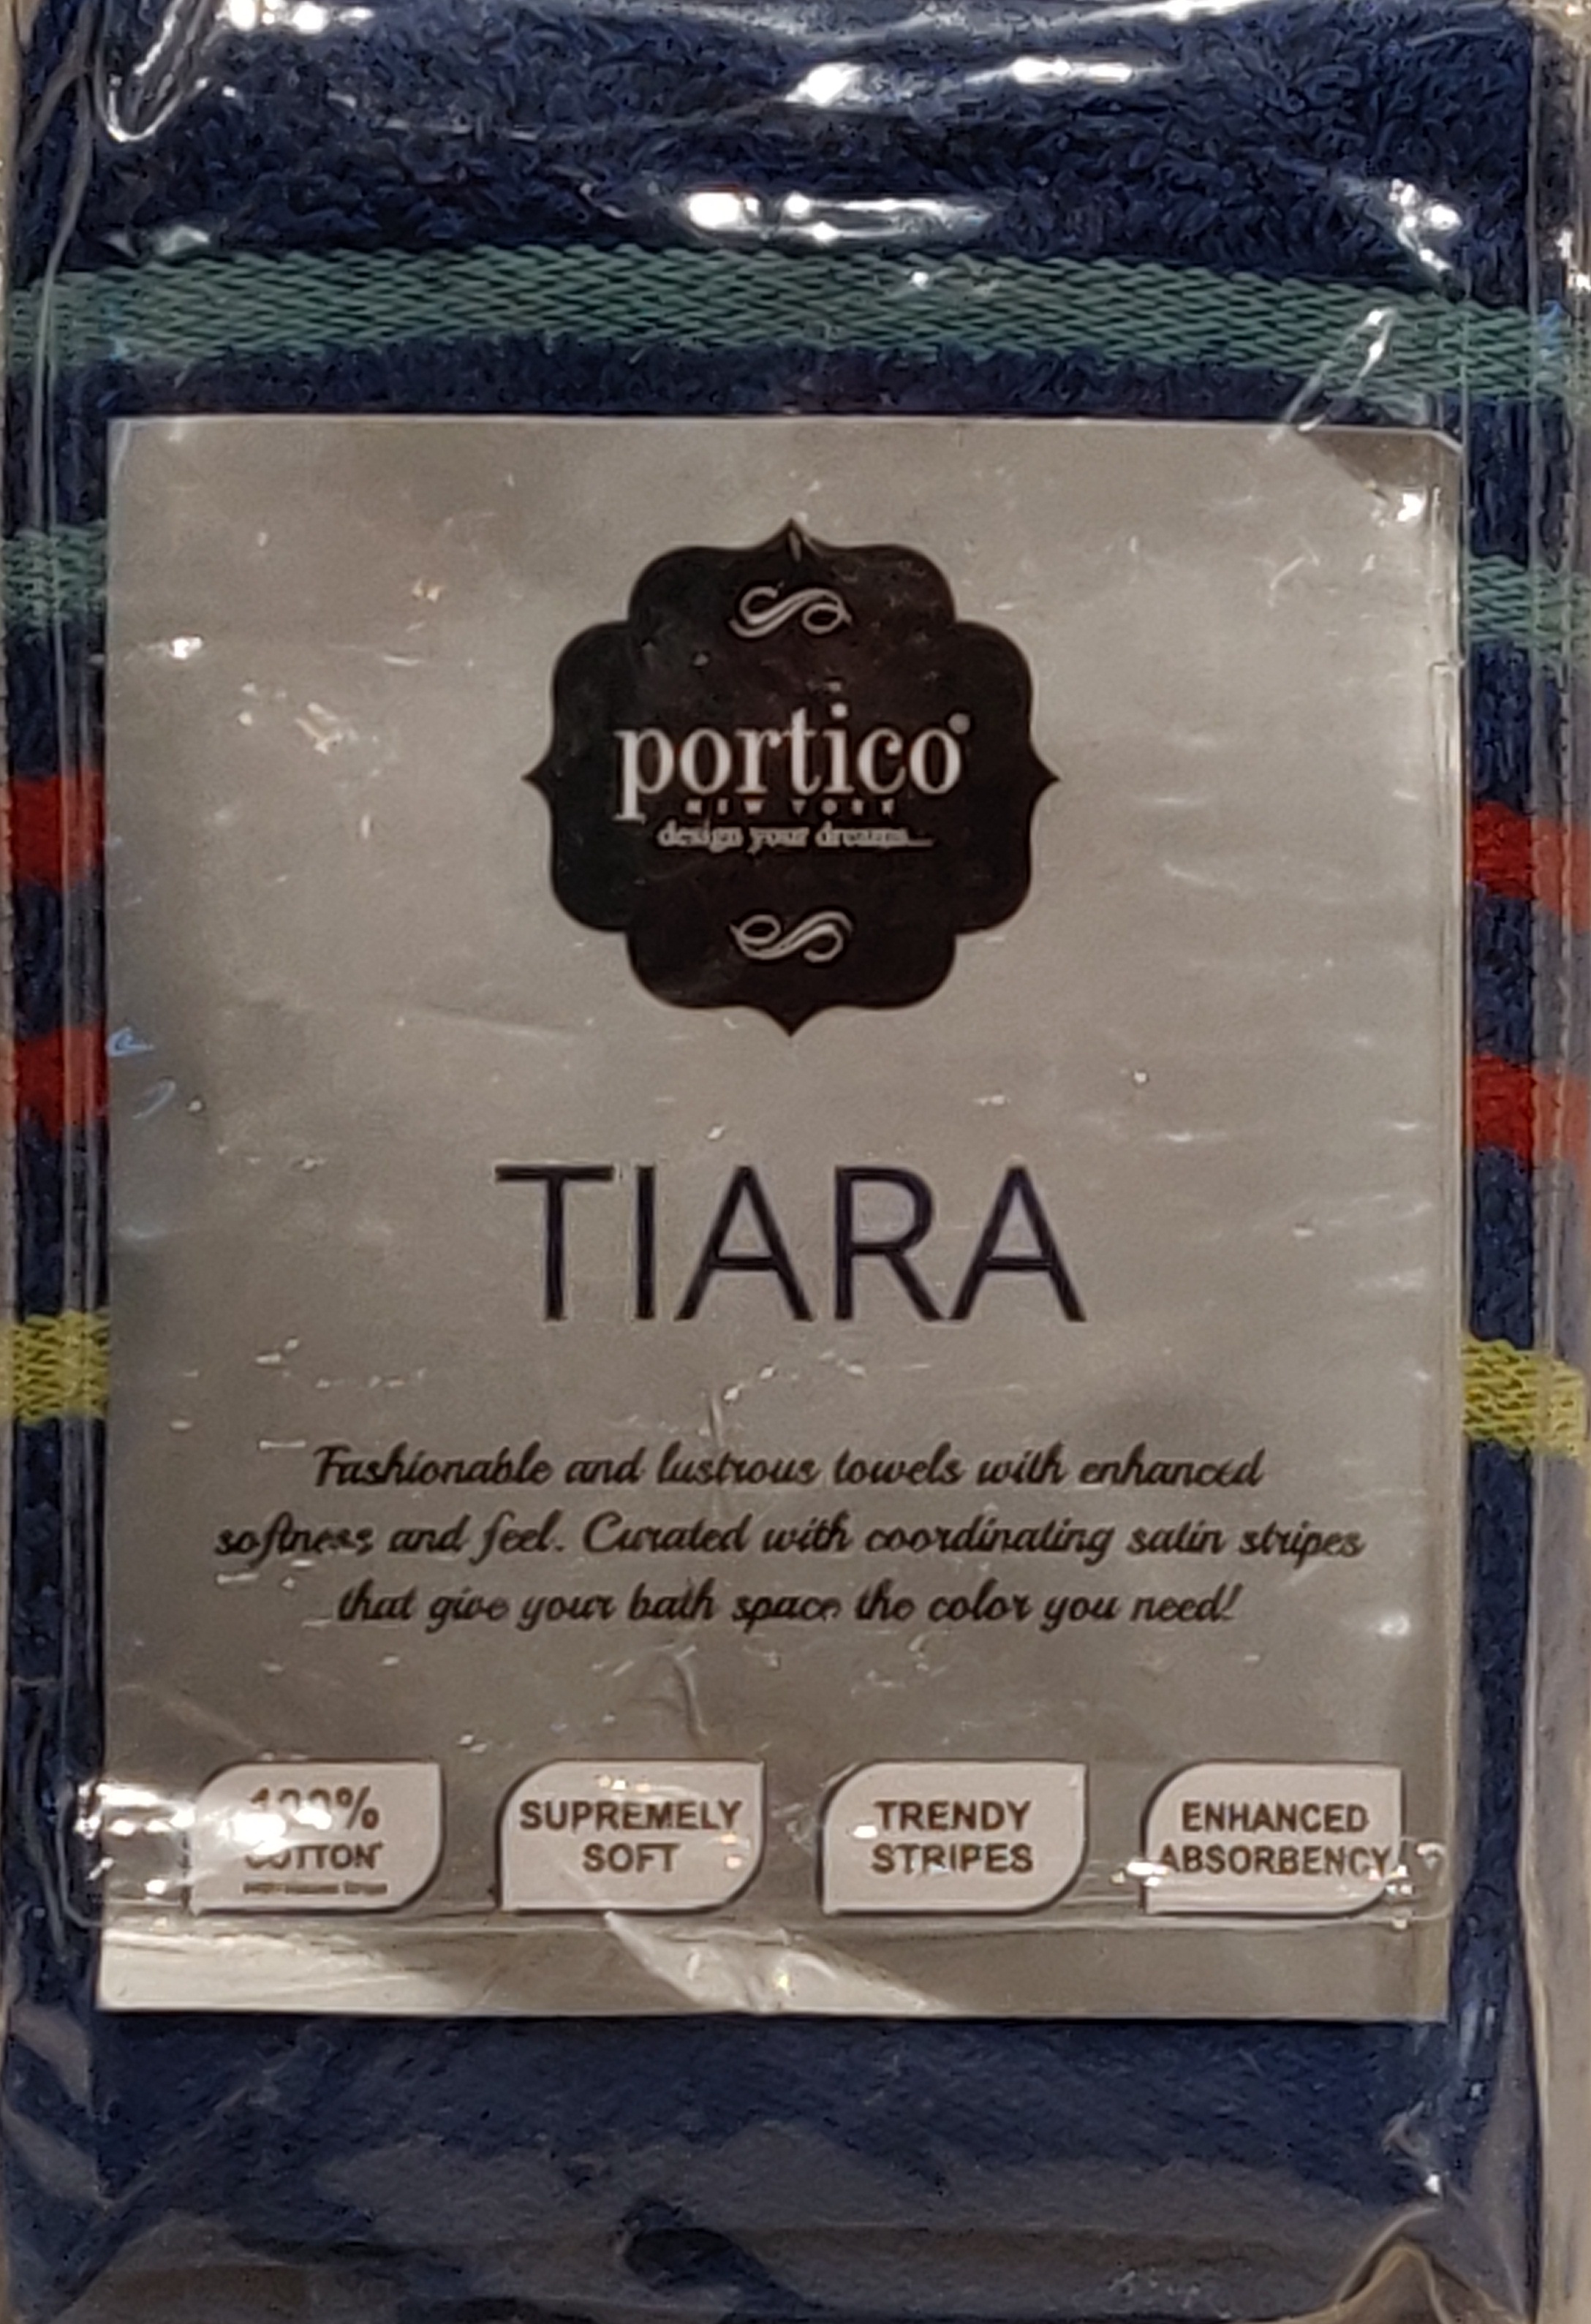 portico®
NEW YORK
design your dreams...
TIARA
Fashionable and lustrous towels with enhanced
softness and feel. Curated with coordinating satin stripes
that give your bath space the color you need!
100%
COTTON*
SUPREMELY
SOFT
TRENDY
STRIPES
ENHANCED
ABSORBENCY